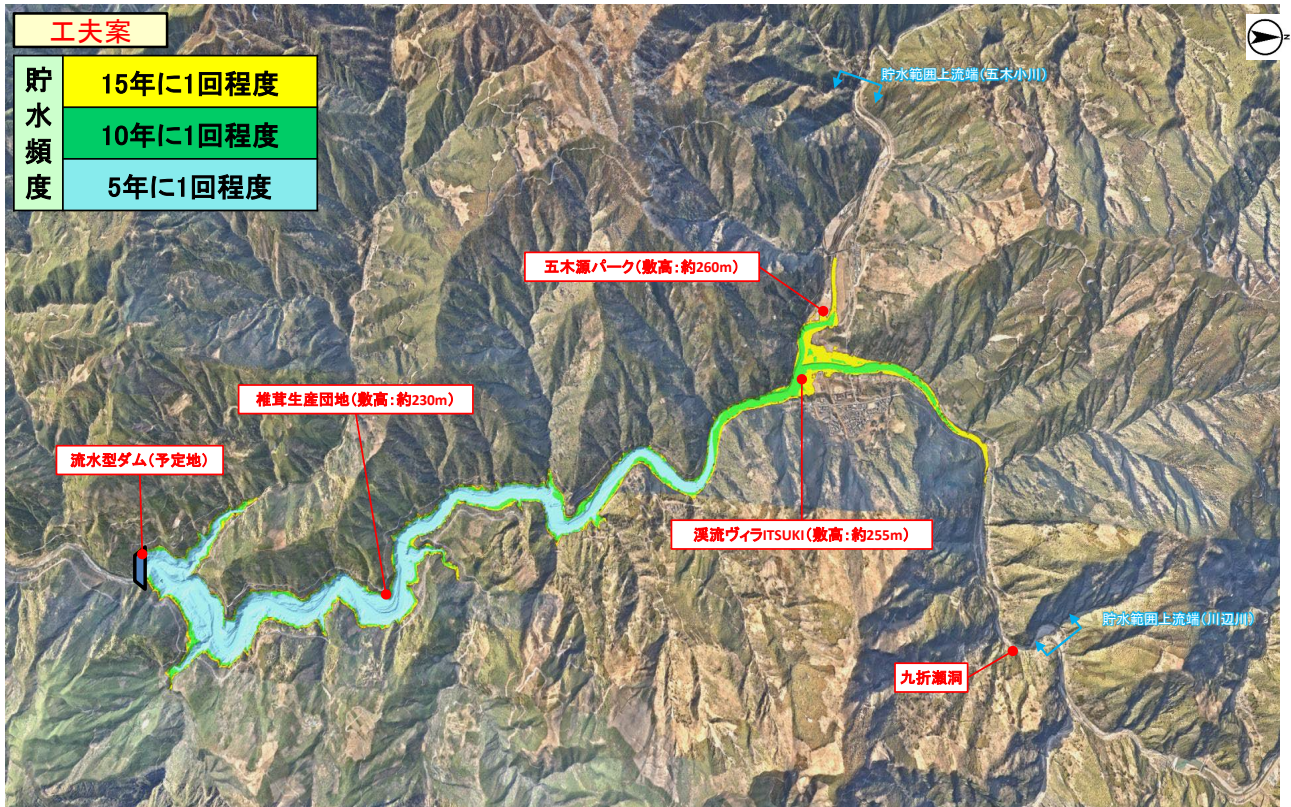 工夫案
貯水頻度
15年に1回程度
10年に1回程度
5年に1回程度
N
貯水範囲上流端(五木小川)
五木源パーク(敷高:約260m)
椎茸生産団地(敷高:約230m)
流水型ダム(予定地)
渓流ヴィラITSUKI(敷高:約255m)
貯水範囲上流端(川辺川)
九折瀬洞